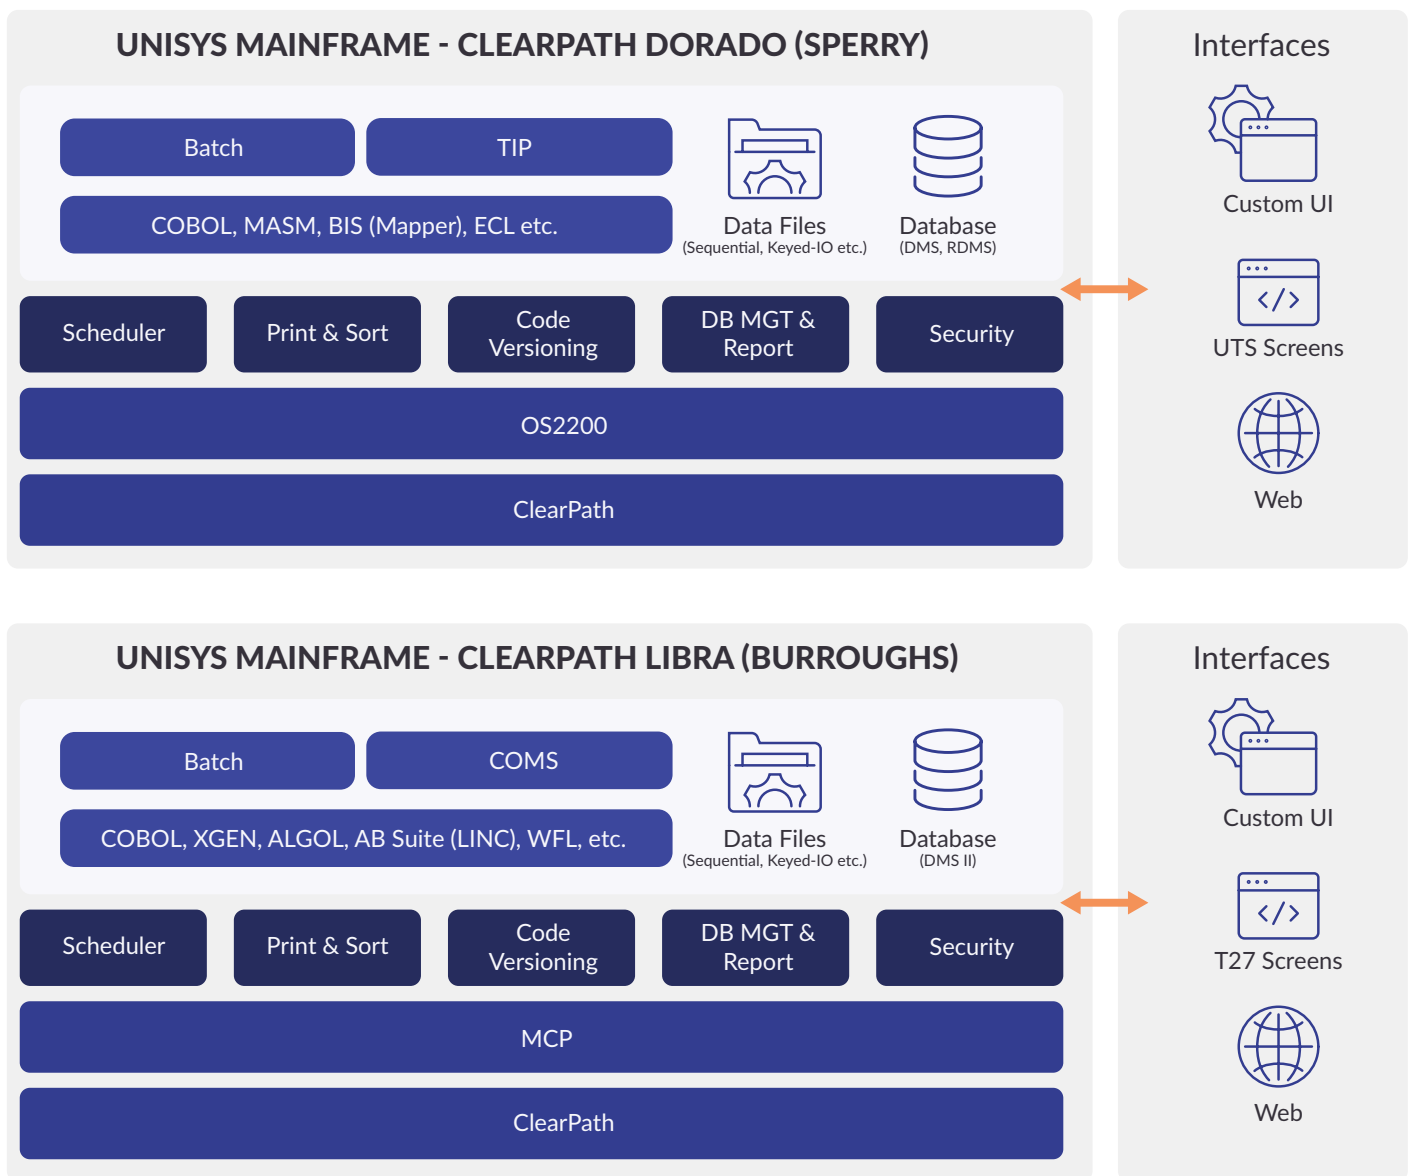 UNISYS MAINFRAME - CLEARPATH DORADO (SPERRY)
Batch
TIP
COBOL, MASM, BIS (Mapper), ECL etc.
Data Files
(Sequential, Keyed-IO etc.)
Database
(DMS, RDMS)
Scheduler
Print & Sort
Code
Versioning
DB MGT &
Report
Security
OS2200
ClearPath
Interfaces
Custom UI
UTS Screens
Web
UNISYS MAINFRAME - CLEARPATH LIBRA (BURROUGHS)
Batch
COMS
COBOL, XGEN, ALGOL, AB Suite (LINC), WFL, etc.
Data Files
(Sequential, Keyed-IO etc.)
Database
(DMS II)
Scheduler
Print & Sort
Code
Versioning
DB MGT &
Report
Security
MCP
ClearPath
Interfaces
Custom UI
T27 Screens
Web